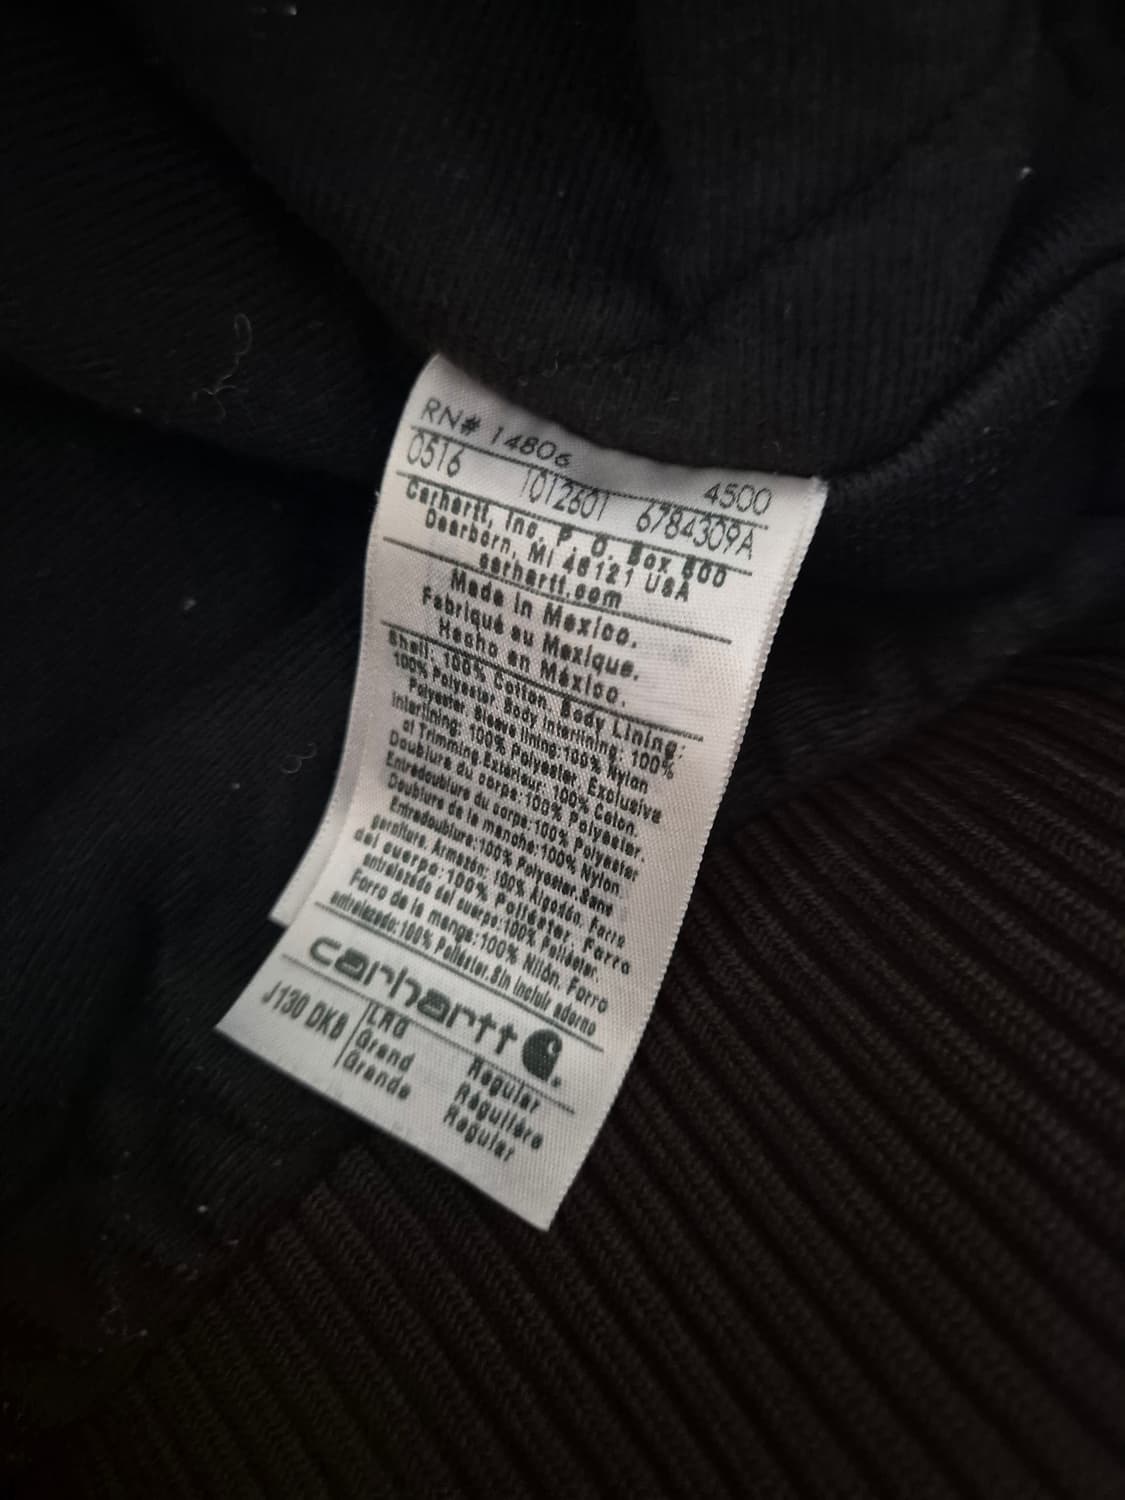 RN# 14806
4500
0516 1012601 6784309A
Carhartt, Inc. P. O. Box 600
Dearborn, MI 48121 USA
carhartt.com
Made in Mexico.
Fabriqué au Mexique.
Hecho en México.
Shell: 100% Cotton, Body Lining:
100% Polyester, Body Interlining, 100%
Polyester Sleeve lining:100% Nylon
Interlining: 100% Polyester, Exclusive
of Trimming.Extérieur: 100% Coton,
Doublure du corps:100% Polyester,
Entredoublure du corps:100% Polyester
Doublure de la manche:100% Nylon
Entredoublure:100% Polyester.Sans
garniture. Armazón: 100% Algodón, Forro
del cuerpo:100% Poliéster, Forro
entrelazado del cuerpo:100% Poliéster.
Forro de la manga:100% Nilón, Forro
entrelazado:100% Poliéster.Sin incluir adorno
carhartt
J130 DKB
LRG
Grand
Grande
Regular
Régulière
Regular